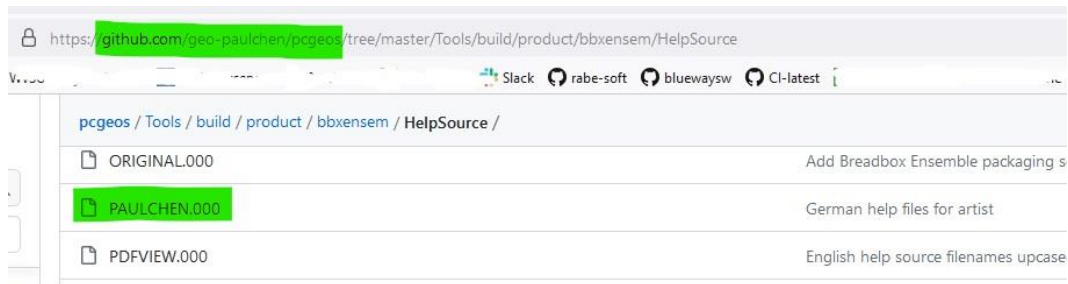 https://github.com/geo-paulchen/pcgeos/tree/master/Tools/build/product/bbxensem/HelpSource
Slack rabe-soft bluewaysw CI-latest
pcgeos / Tools / build / product / bbxensem / HelpSource /
ORIGINAL.000 Add Breadbox Ensemble packaging
PAULCHEN.000 German help files for artist
PDFVIEW.000 English help source filenames upcase